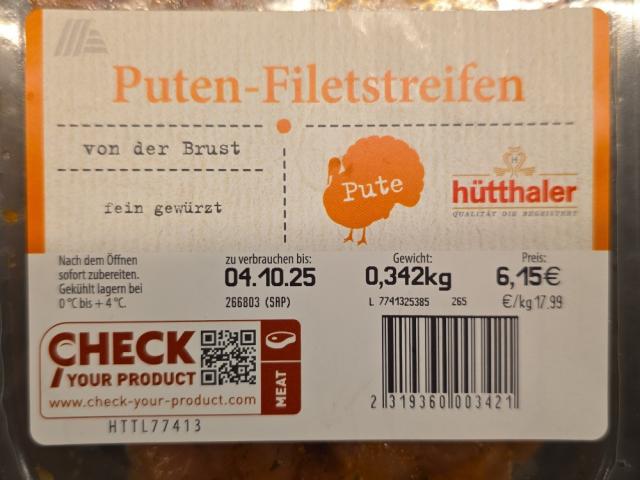 Puten-Filetstreifen
von der Brust
fein gewürzt
Pute
H
hütthaler
QUALITÄT DIE BEGEISTERT
Nach dem Öffnen
sofort zubereiten.
Gekühlt lagern bei
0 °C bis + 4 °C.
zu verbrauchen bis:
04.10.25
266803 (SAP)
Gewicht:
0,342kg
L 7741325385 265
Preis:
6,15€
€/kg 17.99
CHECK
YOUR PRODUCT
www.check-your-product.com
MEAT
HTTL77413
2 319360 003421